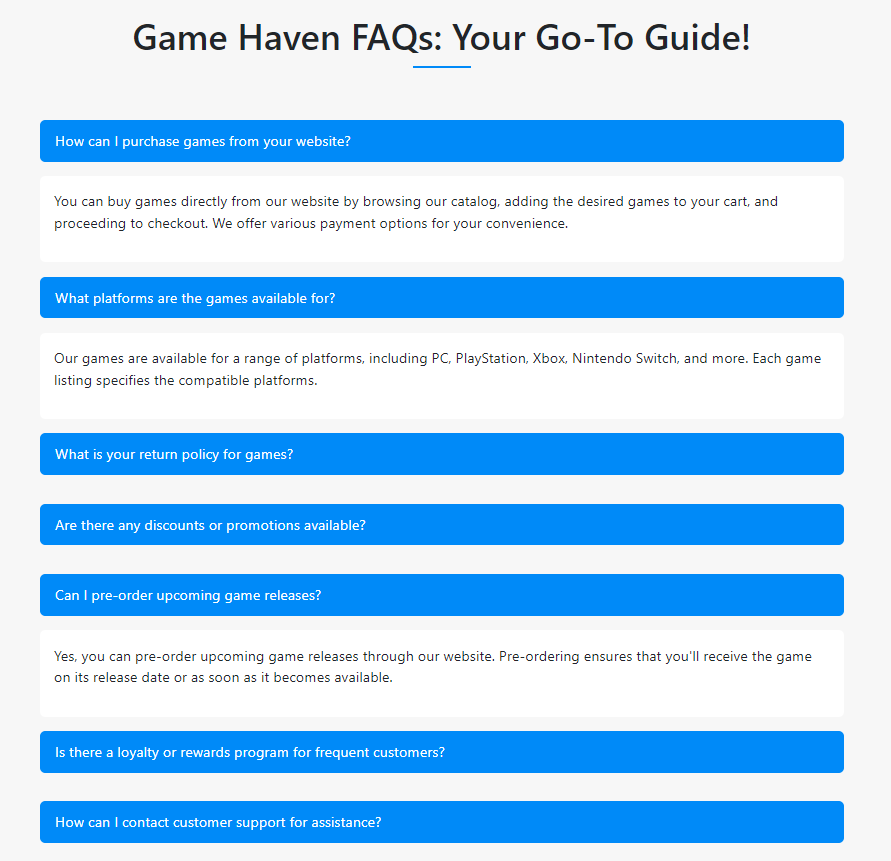 Game Haven FAQs: Your Go-To Guide!
How can I purchase games from your website?
You can buy games directly from our website by browsing our catalog, adding the desired games to your cart, and
proceeding to checkout. We offer various payment options for your convenience.
What platforms are the games available for?
Our games are available for a range of platforms, including PC, PlayStation, Xbox, Nintendo Switch, and more. Each game
listing specifies the compatible platforms.
What is your return policy for games?
Are there any discounts or promotions available?
Can I pre-order upcoming game releases?
Yes, you can pre-order upcoming game releases through our website. Pre-ordering ensures that you'll receive the game
on its release date or as soon as it becomes available.
Is there a loyalty or rewards program for frequent customers?
How can I contact customer support for assistance?